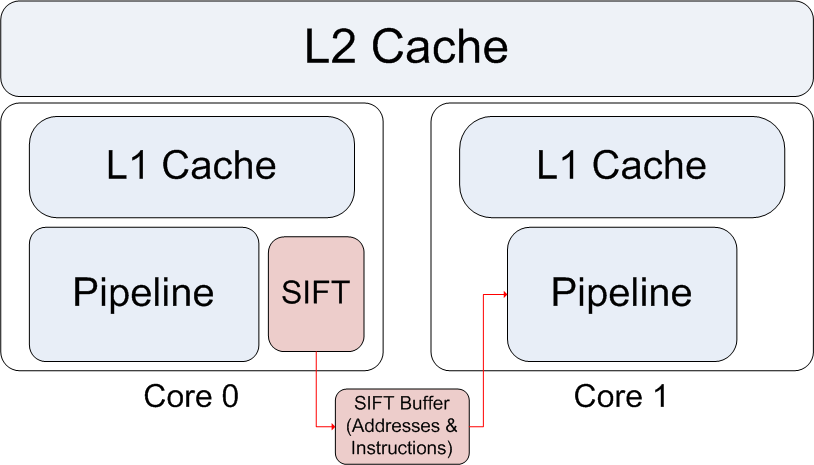 L2 Cache
L1 Cache
L1 Cache
Pipeline
SIFT
Pipeline
Core 0
Core 1
SIFT Buffer
(Addresses &
Instructions)